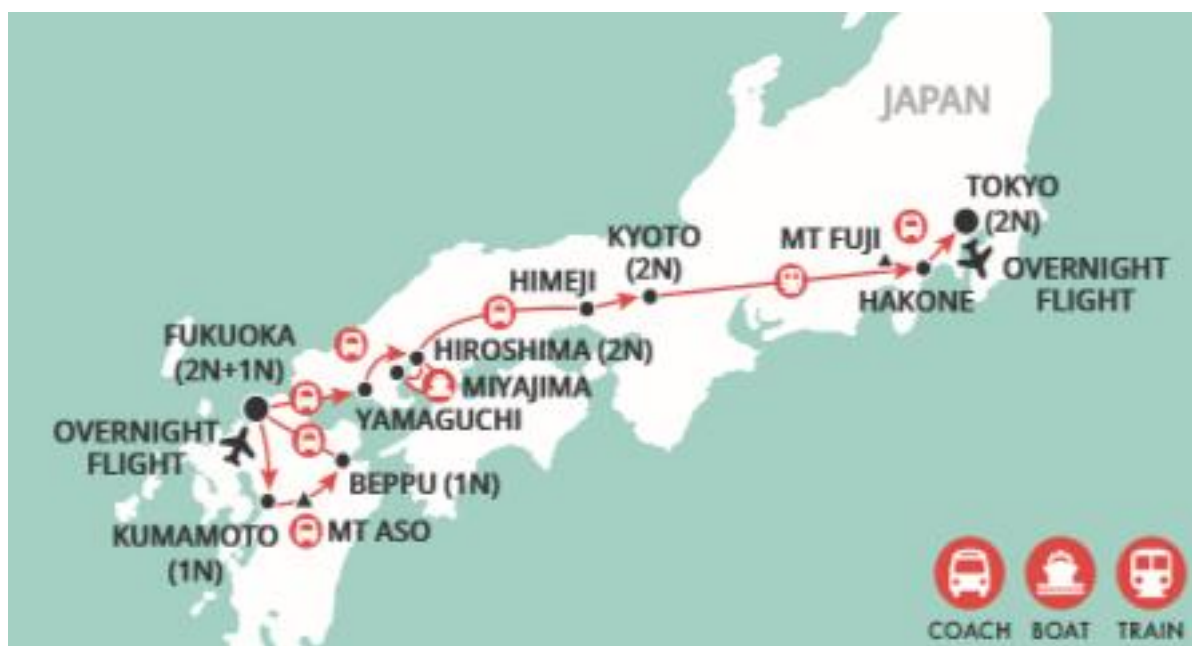 JAPAN
TOKYO
(2N)
OVERNIGHT
FLIGHT
MT FUJI
HAKONE
KYOTO
(2N)
HIMEJI
HIROSHIMA (2N)
MIYAJIMA
YAMAGUCHI
FUKUOKA
(2N+1N)
OVERNIGHT
FLIGHT
BEPPU (1N)
MT ASO
KUMAMOTO
(1N)
COACH BOAT TRAIN